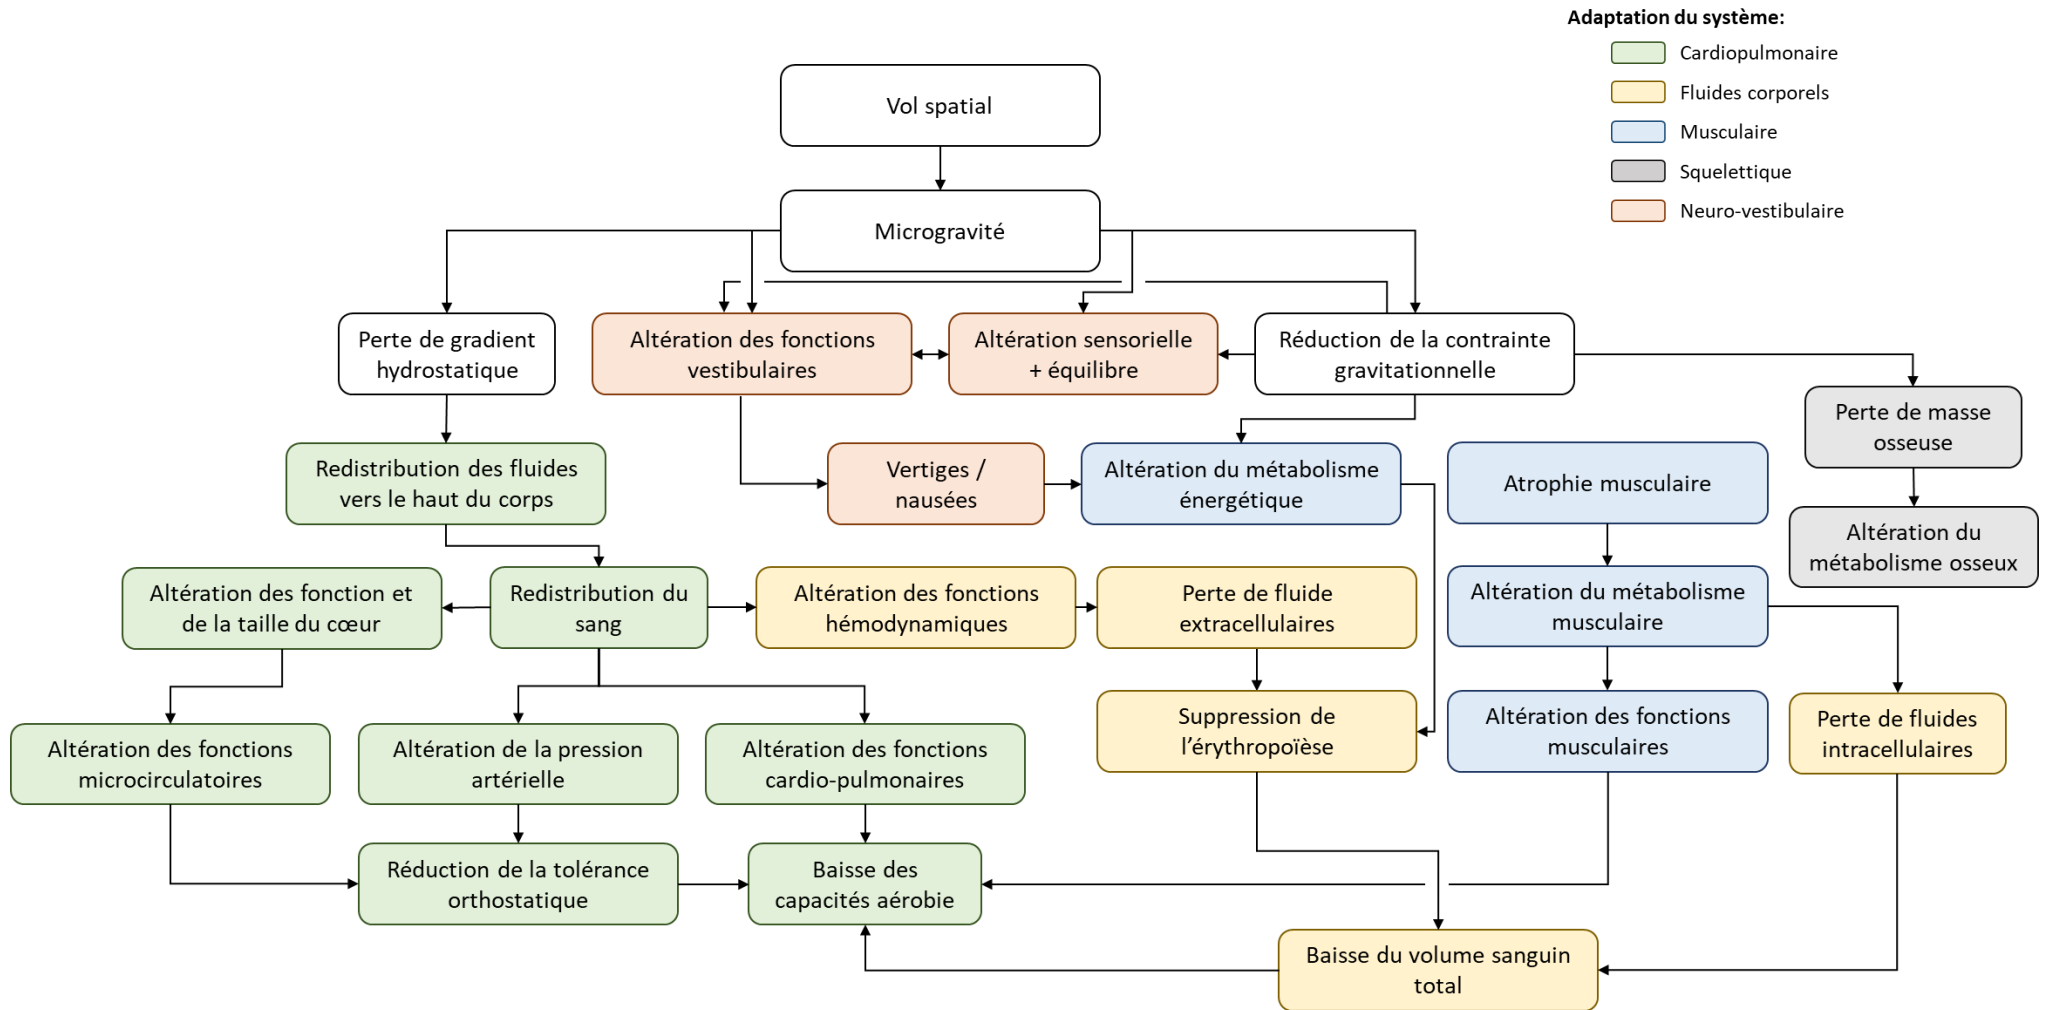 Adaptation du système:
Cardiopulmonaire
Fluides corporels
Musculaire
Squelettique
Neuro-vestibulaire
Vol spatial
Microgravité
Perte de gradient
hydrostatique
Altération des fonctions
vestibulaires
Altération sensorielle
+ équilibre
Réduction de la contrainte
gravitationnelle
Perte de masse
osseuse
Redistribution des fluides
vers le haut du corps
Vertiges /
nausées
Altération du métabolisme
énergétique
Atrophie musculaire
Altération du
métabolisme osseux
Altération des fonction et
de la taille du cœur
Redistribution du
sang
Altération des fonctions
hémodynamiques
Perte de fluide
extracellulaires
Altération du métabolisme
musculaire
Altération des fonctions
microcirculatoires
Altération de la pression
artérielle
Altération des fonctions
cardio-pulmonaires
Suppression de
l'érythropoïèse
Altération des fonctions
musculaires
Perte de fluides
intracellulaires
Réduction de la tolérance
orthostatique
Baisse des
capacités aérobie
Baisse du volume sanguin
total